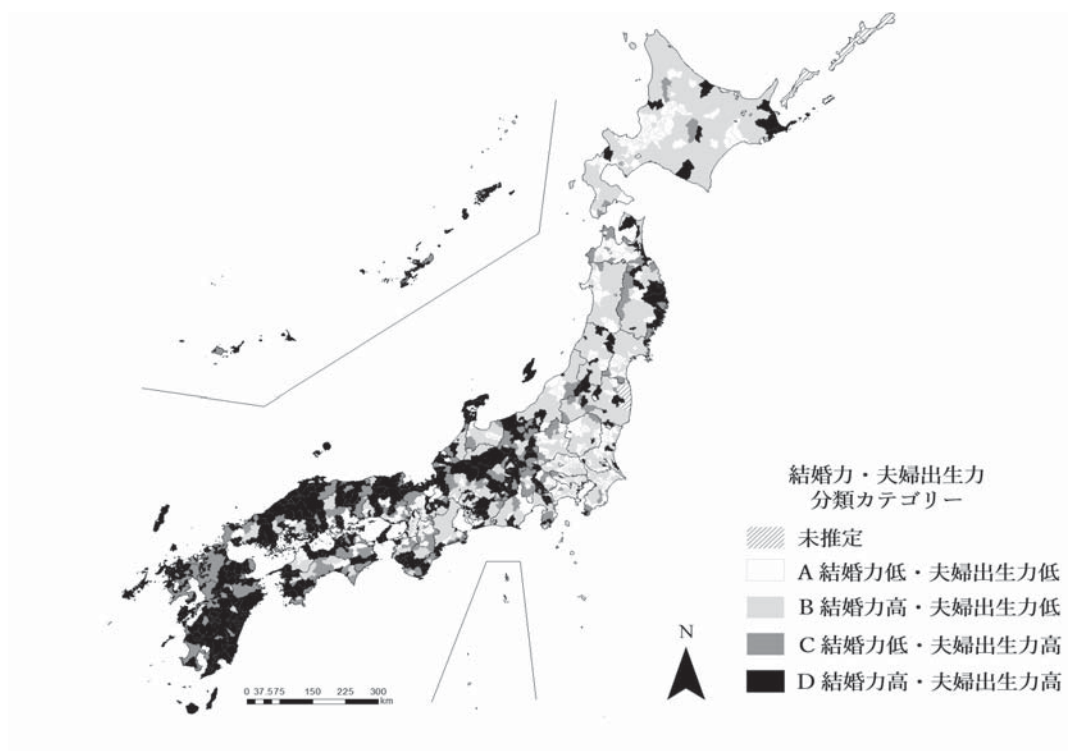 結婚力・夫婦出生力
分類カテゴリー
未推定
A 結婚力低・夫婦出生力低
B 結婚力高・夫婦出生力低
C 結婚力低・夫婦出生力高
D 結婚力高・夫婦出生力高
N
0 37.575 150 225 300
km